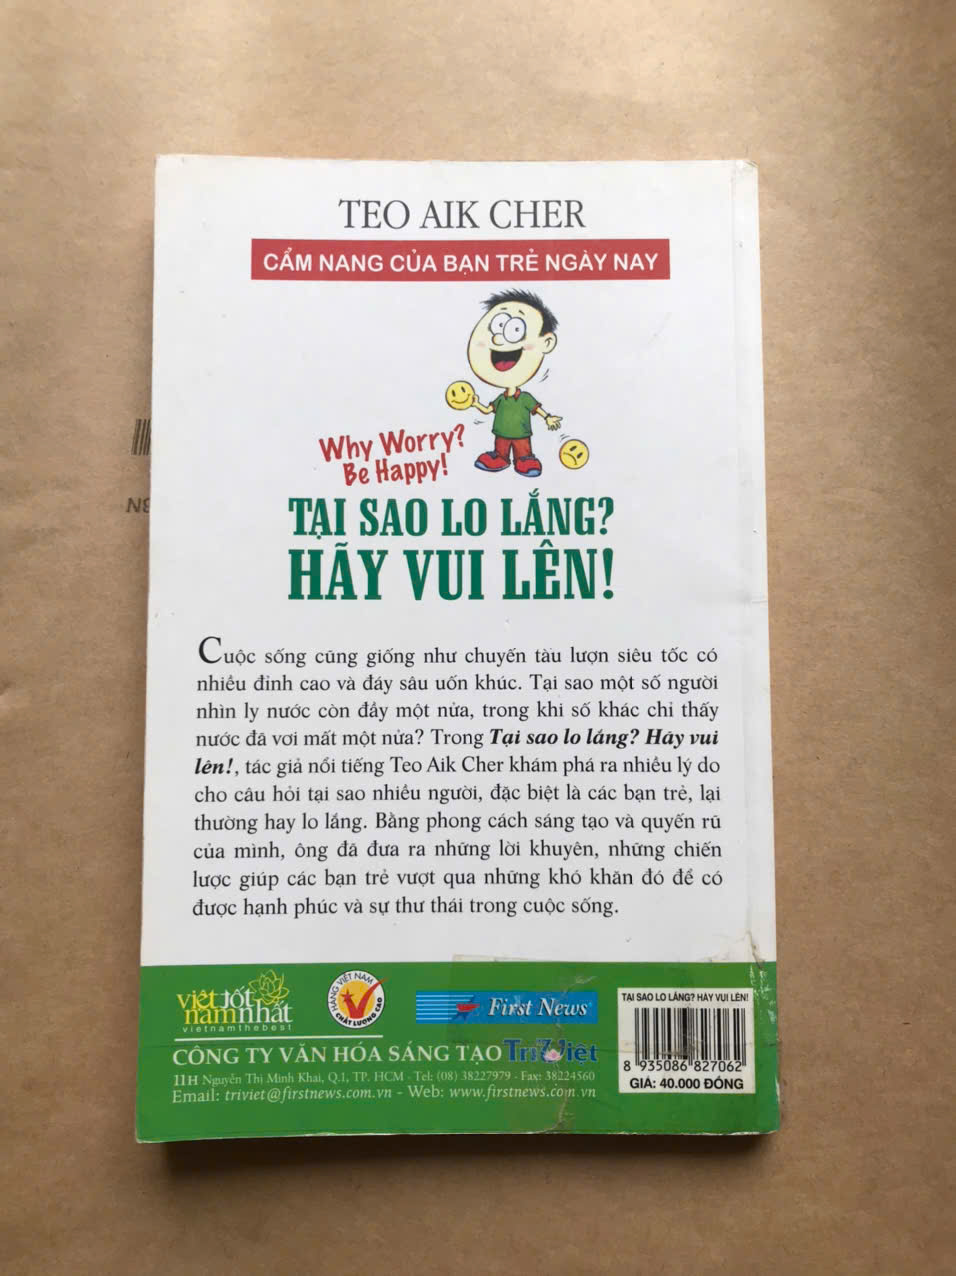 TEO AIK CHER
CẨM NANG CỦA BẠN TRẺ NGÀY NAY
Why Worry?
Be Happy!
TẠI SAO LO LẮNG?
HÃY VUI LÊN!
Cuộc sống cũng giống như chuyến tàu lượn siêu tốc có
nhiều đỉnh cao và đáy sâu uốn khúc. Tại sao một số người
nhìn ly nước còn đầy một nửa, trong khi số khác chỉ thấy
nước đã vơi mất một nửa? Trong Tại sao lo lắng? Hãy vui
lên!, tác giả nổi tiếng Teo Aik Cher khám phá ra nhiều lý do
cho câu hỏi tại sao nhiều người, đặc biệt là các bạn trẻ, lại
thường hay lo lắng. Bằng phong cách sáng tạo và quyến rũ
của mình, ông đã đưa ra những lời khuyên, những chiến
lược giúp các bạn trẻ vượt qua những khó khăn đó để có
được hạnh phúc và sự thư thái trong cuộc sống.
việt tốt
nam nhất
vietnamthebest
HÀNG VIỆT NAM
CHẤT LƯỢNG CAO
First News
CÔNG TY VĂN HÓA SÁNG TẠO Trí Việt
11H Nguyễn Thị Minh Khai, Q.1, TP. HCM - Tel: (08) 38227979 - Fax: 38224560
Email: triviet@firstnews.com.vn - Web: www.firstnews.com.vn
TẠI SAO LO LẮNG? HÃY VUI LÊN!
8 935086 827062
GIÁ: 40.000 ĐỒNG